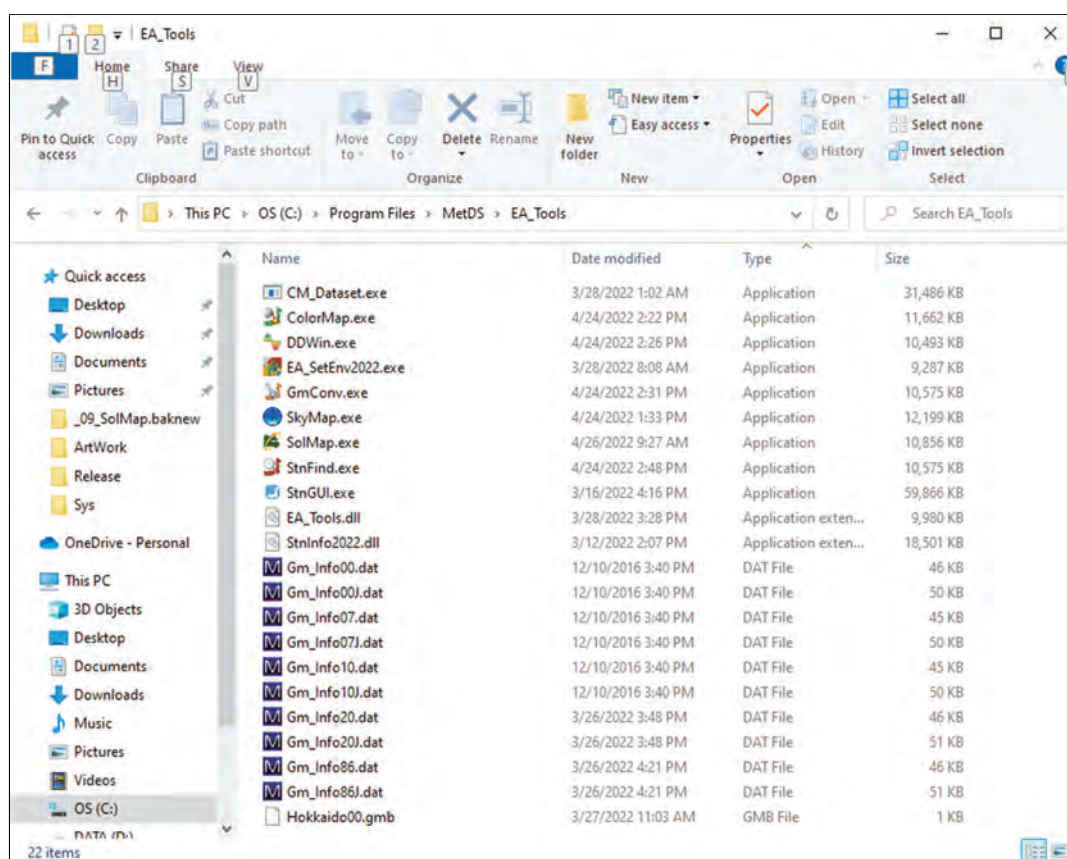 1 2 EA_Tools
F Home Share View
H S V
Pin to Quick access
Copy
Paste
Cut
Copy path
Paste shortcut
Move to
Copy to
Delete
Rename
New folder
New item
Easy access
Properties
Open
Edit
History
Select all
Select none
Invert selection
Clipboard Organize New Open Select
This PC > OS (C:) > Program Files > MetDS > EA_Tools
Search EA_Tools
Quick access
Desktop
Downloads
Documents
Pictures
_09_SolMap.baknew
ArtWork
Release
Sys
OneDrive - Personal
This PC
3D Objects
Desktop
Documents
Downloads
Music
Pictures
Videos
OS (C:)
DATA (D:)
Name Date modified Type Size
CM_Dataset.exe 3/28/2022 1:02 AM Application 31,486 KB
ColorMap.exe 4/24/2022 2:22 PM Application 11,662 KB
DDWin.exe 4/24/2022 2:26 PM Application 10,493 KB
EA_SetEnv2022.exe 3/28/2022 8:08 AM Application 9,287 KB
GmConv.exe 4/24/2022 2:31 PM Application 10,575 KB
SkyMap.exe 4/24/2022 1:33 PM Application 12,199 KB
SolMap.exe 4/26/2022 9:27 AM Application 10,856 KB
StnFind.exe 4/24/2022 2:48 PM Application 10,575 KB
StnGUI.exe 3/16/2022 4:16 PM Application 59,866 KB
EA_Tools.dll 3/28/2022 3:28 PM Application exten... 9,980 KB
StnInfo2022.dll 3/12/2022 2:07 PM Application exten... 18,501 KB
Gm_Info00.dat 12/10/2016 3:40 PM DAT File 46 KB
Gm_Info00J.dat 12/10/2016 3:40 PM DAT File 50 KB
Gm_Info07.dat 12/10/2016 3:40 PM DAT File 45 KB
Gm_Info07J.dat 12/10/2016 3:40 PM DAT File 50 KB
Gm_Info10.dat 12/10/2016 3:40 PM DAT File 45 KB
Gm_Info10J.dat 12/10/2016 3:40 PM DAT File 50 KB
Gm_Info20.dat 3/26/2022 3:48 PM DAT File 46 KB
Gm_Info20J.dat 3/26/2022 3:48 PM DAT File 51 KB
Gm_Info86.dat 3/26/2022 4:21 PM DAT File 46 KB
Gm_Info86J.dat 3/26/2022 4:21 PM DAT File 51 KB
Hokkaido00.gmb 3/27/2022 11:03 AM GMB File 1 KB
22 items